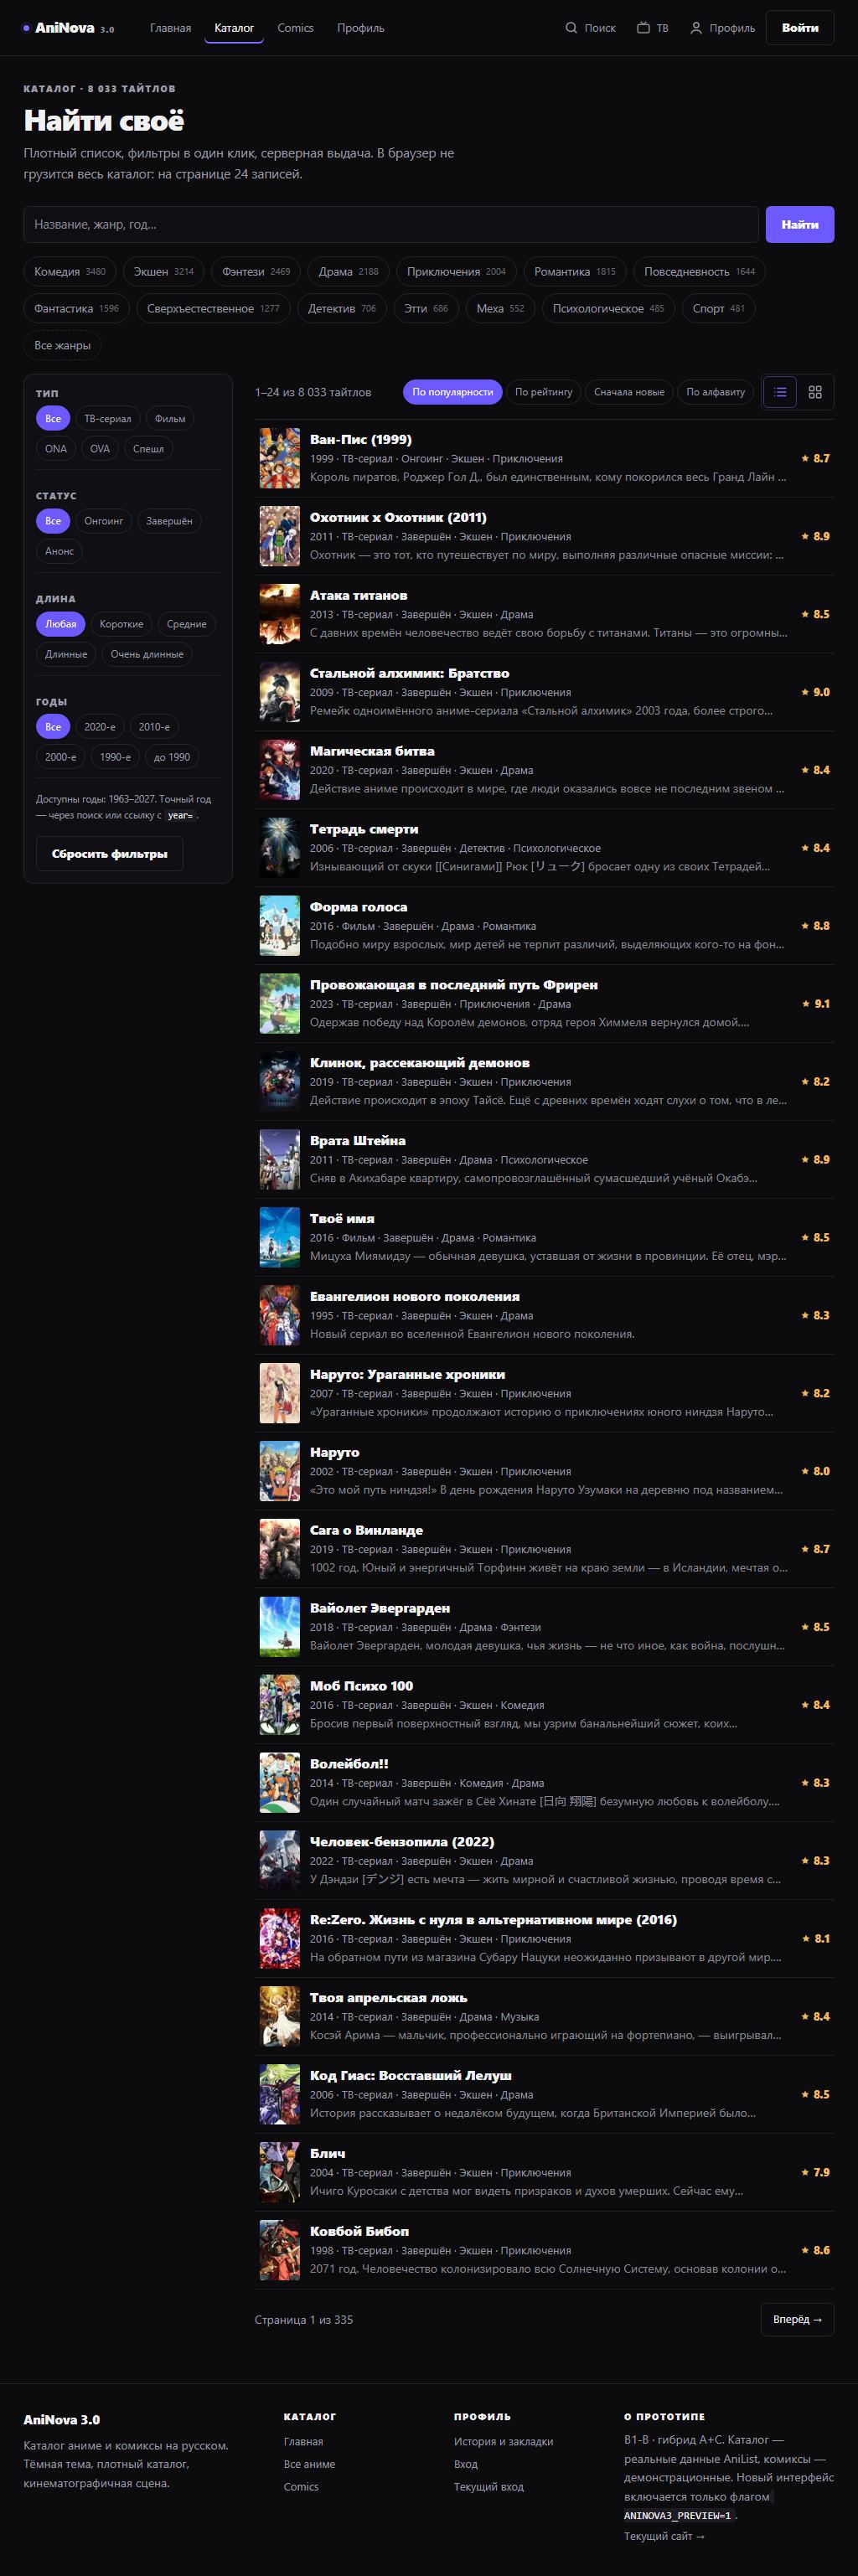 AniNova 3.0
Главная
Каталог
Comics
Профиль
Поиск
ТВ
Профиль
Войти
КАТАЛОГ · 8 033 ТАЙТЛОВ
Найти своё
Плотный список, фильтры в один клик, серверная выдача. В браузер не
грузится весь каталог: на странице 24 записей.
Название, жанр, год...
Найти
Комедия 3480
Экшен 3214
Фэнтези 2469
Драма 2188
Приключения 2004
Романтика 1815
Повседневность 1644
Фантастика 1596
Сверхъестественное 1277
Детектив 706
Этти 686
Меха 552
Психологическое 485
Спорт 481
Все жанры
ТИП
Все
ТВ-сериал
Фильм
ONA
OVA
Спешл
СТАТУС
Все
Онгоинг
Завершён
Анонс
ДЛИНА
Любая
Короткие
Средние
Длинные
Очень длинные
ГОДЫ
Все
2020-е
2010-е
2000-е
1990-е
до 1990
Доступны годы: 1963–2027. Точный год
— через поиск или ссылку с year= .
Сбросить фильтры
1–24 из 8 033 тайтлов
По популярности
По рейтингу
Сначала новые
По алфавиту
Ван-Пис (1999)
1999 · ТВ-сериал · Онгоинг · Экшен · Приключения
Король пиратов, Роджер Гол Д., был единственным, кому покорился весь Гранд Лайн ...
★ 8.7
Охотник х Охотник (2011)
2011 · ТВ-сериал · Завершён · Экшен · Приключения
Охотник — это тот, кто путешествует по миру, выполняя различные опасные миссии: ...
★ 8.9
Атака титанов
2013 · ТВ-сериал · Завершён · Экшен · Драма
С давних времён человечество ведёт свою борьбу с титанами. Титаны — это огромны...
★ 8.5
Стальной алхимик: Братство
2009 · ТВ-сериал · Завершён · Экшен · Приключения
Ремейк одноимённого аниме-сериала «Стальной алхимик» 2003 года, более строго...
★ 9.0
Магическая битва
2020 · ТВ-сериал · Завершён · Экшен · Драма
Действие аниме происходит в мире, где люди оказались вовсе не последним звеном ...
★ 8.4
Тетрадь смерти
2006 · ТВ-сериал · Завершён · Детектив · Психологическое
Изнывающий от скуки [[Синигами]] Рюк [リューク] бросает одну из своих Тетрадей...
★ 8.4
Форма голоса
2016 · Фильм · Завершён · Драма · Романтика
Подобно миру взрослых, мир детей не терпит различий, выделяющих кого-то на фон...
★ 8.8
Провожающая в последний путь Фрирен
2023 · ТВ-сериал · Завершён · Приключения · Драма
Одержав победу над Королём демонов, отряд героя Химмеля вернулся домой....
★ 9.1
Клинок, рассекающий демонов
2019 · ТВ-сериал · Завершён · Экшен · Приключения
Действие происходит в эпоху Тайсё. Ещё с древних времён ходят слухи о том, что в ле...
★ 8.2
Врата Штейна
2011 · ТВ-сериал · Завершён · Драма · Психологическое
Сняв в Акихабаре квартиру, самопровозглашённый сумасшедший учёный Окабэ...
★ 8.9
Твоё имя
2016 · Фильм · Завершён · Драма · Романтика
Мицуха Миямидзу — обычная девушка, уставшая от жизни в провинции. Её отец, мэр...
★ 8.5
Евангелион нового поколения
1995 · ТВ-сериал · Завершён · Экшен · Драма
Новый сериал во вселенной Евангелион нового поколения.
★ 8.3
Наруто: Ураганные хроники
2007 · ТВ-сериал · Завершён · Экшен · Приключения
«Ураганные хроники» продолжают историю о приключениях юного ниндзя Наруто...
★ 8.2
Наруто
2002 · ТВ-сериал · Завершён · Экшен · Приключения
«Это мой путь ниндзя!» В день рождения Наруто Узумаки на деревню под названием...
★ 8.0
Сага о Винланде
2019 · ТВ-сериал · Завершён · Экшен · Приключения
1002 год. Юный и энергичный Торфинн живёт на краю земли — в Исландии, мечтая о...
★ 8.7
Вайолет Эвергарден
2018 · ТВ-сериал · Завершён · Драма · Фэнтези
Вайолет Эвергарден, молодая девушка, чья жизнь — не что иное, как война, послушн...
★ 8.5
Моб Психо 100
2016 · ТВ-сериал · Завершён · Экшен · Комедия
Бросив первый поверхностный взгляд, мы узрим банальнейший сюжет, коих...
★ 8.4
Волейбол!!
2014 · ТВ-сериал · Завершён · Комедия · Драма
Один случайный матч зажёг в Сёё Хинате [日向 翔陽] безумную любовь к волейболу....
★ 8.3
Человек-бензопила (2022)
2022 · ТВ-сериал · Завершён · Экшен · Драма
У Дэндзи [デンジ] есть мечта — жить мирной и счастливой жизнью, проводя время с...
★ 8.3
Re:Zero. Жизнь с нуля в альтернативном мире (2016)
2016 · ТВ-сериал · Завершён · Экшен · Приключения
На обратном пути из магазина Субару Нацуки неожиданно призывают в другой мир....
★ 8.1
Твоя апрельская ложь
2014 · ТВ-сериал · Завершён · Драма · Музыка
Косэй Арима — мальчик, профессионально играющий на фортепиано, — выигрывал...
★ 8.4
Код Гиас: Восставший Лелуш
2006 · ТВ-сериал · Завершён · Экшен · Драма
История рассказывает о недалёком будущем, когда Британской Империей было...
★ 8.5
Блич
2004 · ТВ-сериал · Завершён · Экшен · Приключения
Ичиго Куросаки с детства мог видеть призраков и духов умерших. Сейчас ему...
★ 7.9
Ковбой Бибоп
1998 · ТВ-сериал · Завершён · Экшен · Приключения
2071 год. Человечество колонизировало всю Солнечную Систему, основав колонии о...
★ 8.6
Страница 1 из 335
Вперёд →
AniNova 3.0
Каталог аниме и комиксы на русском.
Тёмная тема, плотный каталог,
кинематографичная сцена.
КАТАЛОГ
Главная
Все аниме
Comics
ПРОФИЛЬ
История и закладки
Вход
Текущий вход
О ПРОТОТИПЕ
B1-B · гибрид A+C. Каталог —
реальные данные AniList, комиксы —
демонстрационные. Новый интерфейс
включается только флагом
ANINOVA3_PREVIEW=1 .
Текущий сайт →